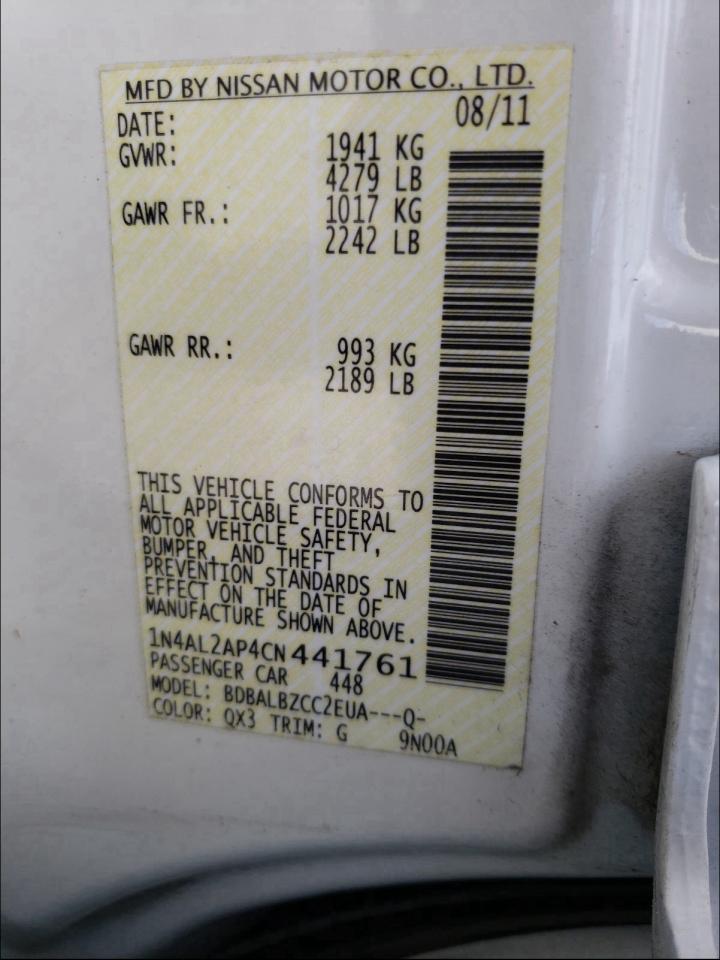 MFD BY NISSAN MOTOR CO., LTD.
DATE: 08/11
GVWR: 1941 KG
4279 LB
GAWR FR.: 1017 KG
2242 LB
GAWR RR.: 993 KG
2189 LB
THIS VEHICLE CONFORMS TO
ALL APPLICABLE FEDERAL
MOTOR VEHICLE SAFETY,
BUMPER, AND THEFT
PREVENTION STANDARDS IN
EFFECT ON THE DATE OF
MANUFACTURE SHOWN ABOVE.
1N4AL2AP4CN441761
PASSENGER CAR 448
MODEL: BDBALBZCC2EUA---Q-
COLOR: QX3 TRIM: G 9N00A